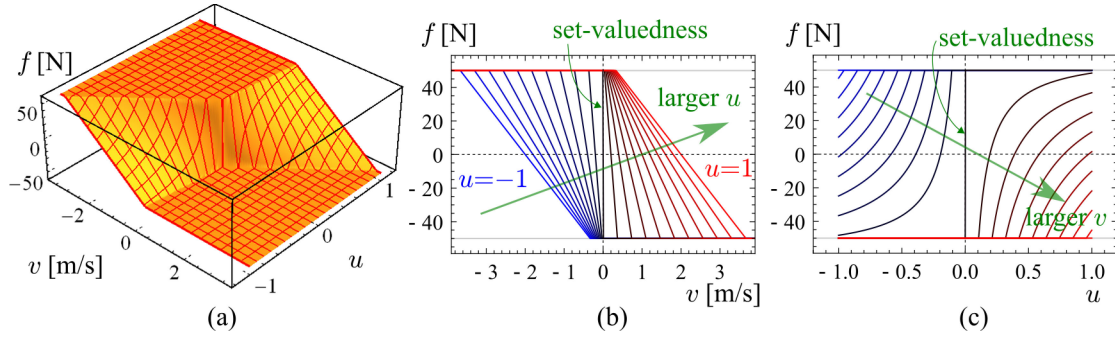 f [N]
50
0
−50
−2
0
2
v [m/s]
1
0
−1
u
(a)
f [N]
set-valuedness
40
20
0
- 20
- 40
larger u
u=−1
u=1
- 3
- 2
- 1
0
1
2
3
v [m/s]
(b)
f [N]
set-valuedness
40
20
0
- 20
- 40
larger v
- 1.0
- 0.5
0.0
0.5
1.0
u
(c)